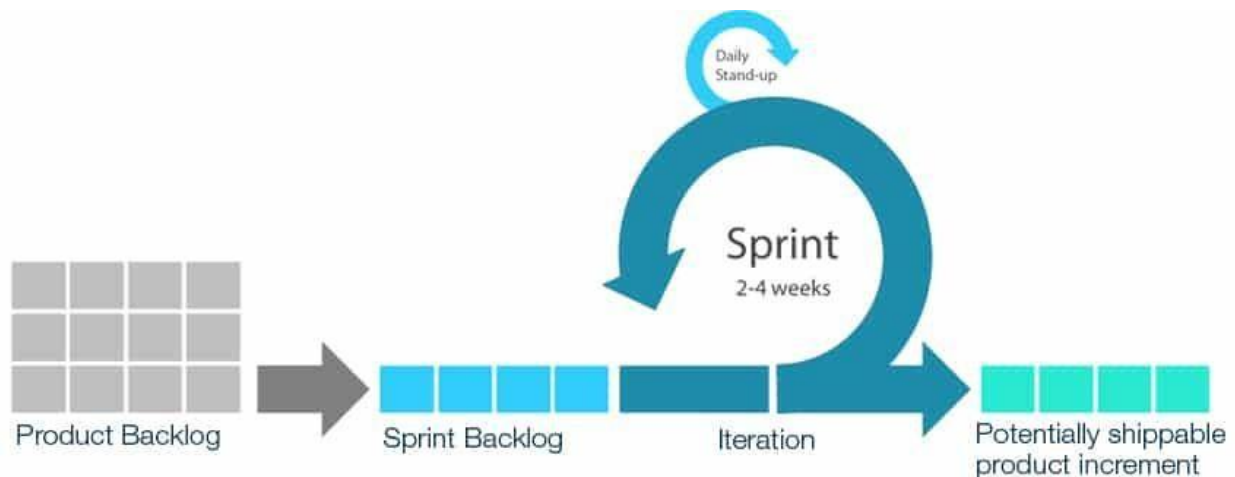 Daily
Stand-up
Sprint
2-4 weeks
Product Backlog
Sprint Backlog
Iteration
Potentially shippable
product increment